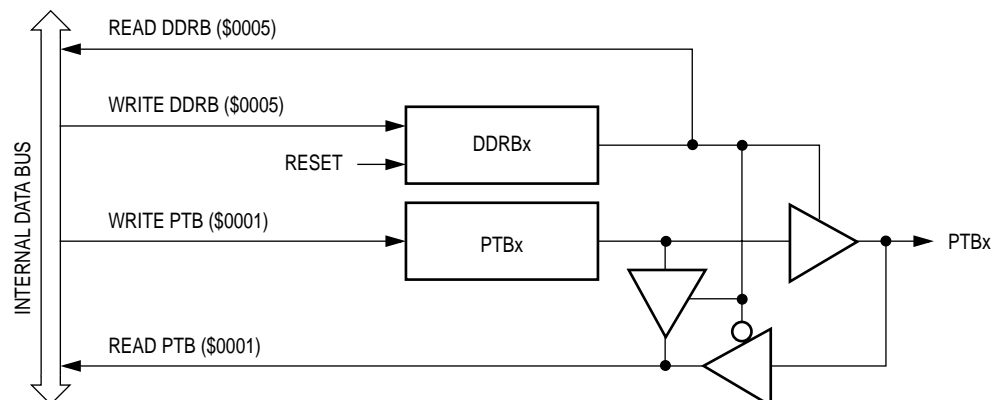 READ DDRB ($0005)
WRITE DDRB ($0005)
DDRBx
RESET
WRITE PTB ($0001)
PTBx
PTBx
READ PTB ($0001)
INTERNAL DATA BUS